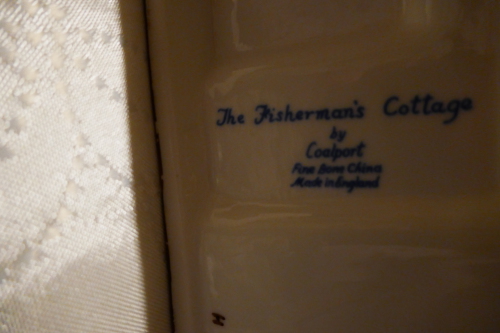 The Fisherman's Cottage
by
Coalport
Fine Bone China
Made in England
H